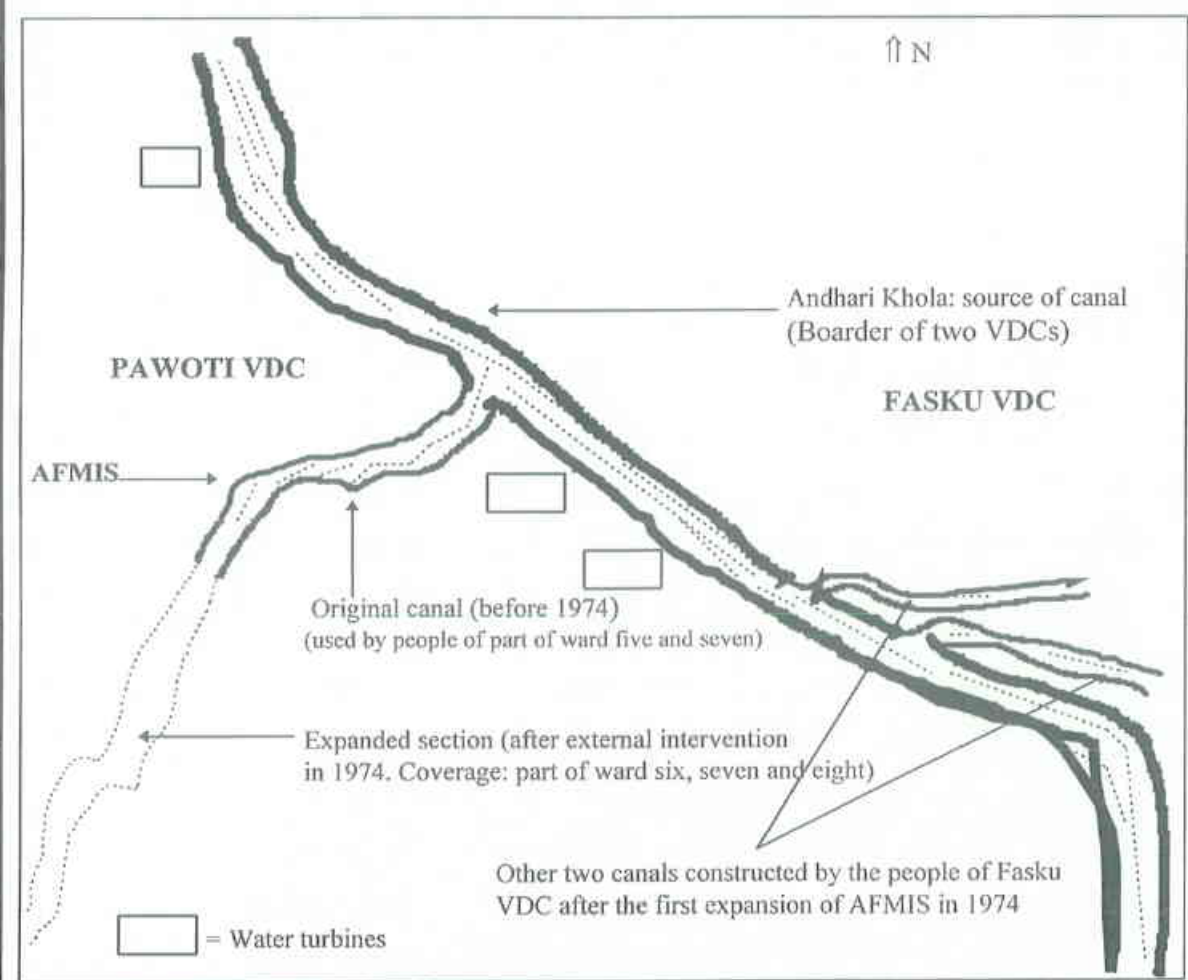 ⇑ N
Andhari Khola: source of canal
(Boarder of two VDCs)
PAWOTI VDC
FASKU VDC
AFMIS
Original canal (before 1974)
(used by people of part of ward five and seven)
Expanded section (after external intervention
in 1974. Coverage: part of ward six, seven and eight)
Other two canals constructed by the people of Fasku
VDC after the first expansion of AFMIS in 1974
= Water turbines